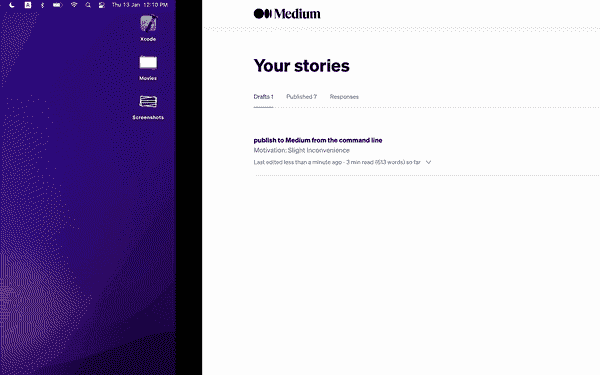 Thu 13 Jan 12:10 PM
Xcode
Movies
Screenshots
Medium
Your stories
Drafts 1 Published 7 Responses
publish to Medium from the command line
Motivation: Slight Inconvenience
Last edited less than a minute ago · 3 min read words) so far